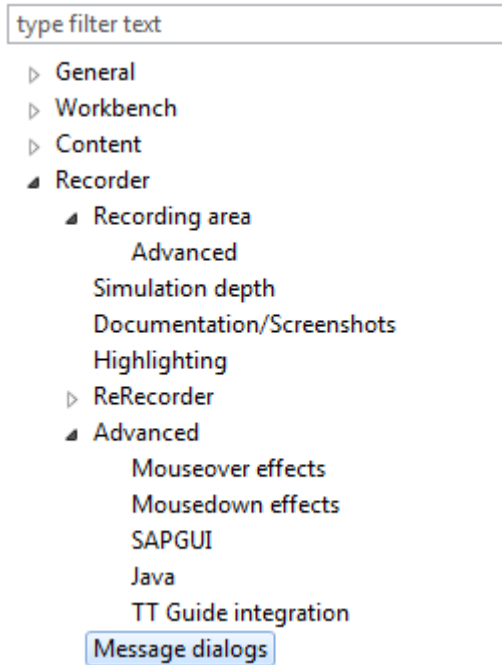 type filter text
General
Workbench
Content
Recorder
Recording area
Advanced
Simulation depth
Documentation/Screenshots
Highlighting
ReRecorder
Advanced
Mouseover effects
Mousedown effects
SAPGUI
Java
TT Guide integration
Message dialogs